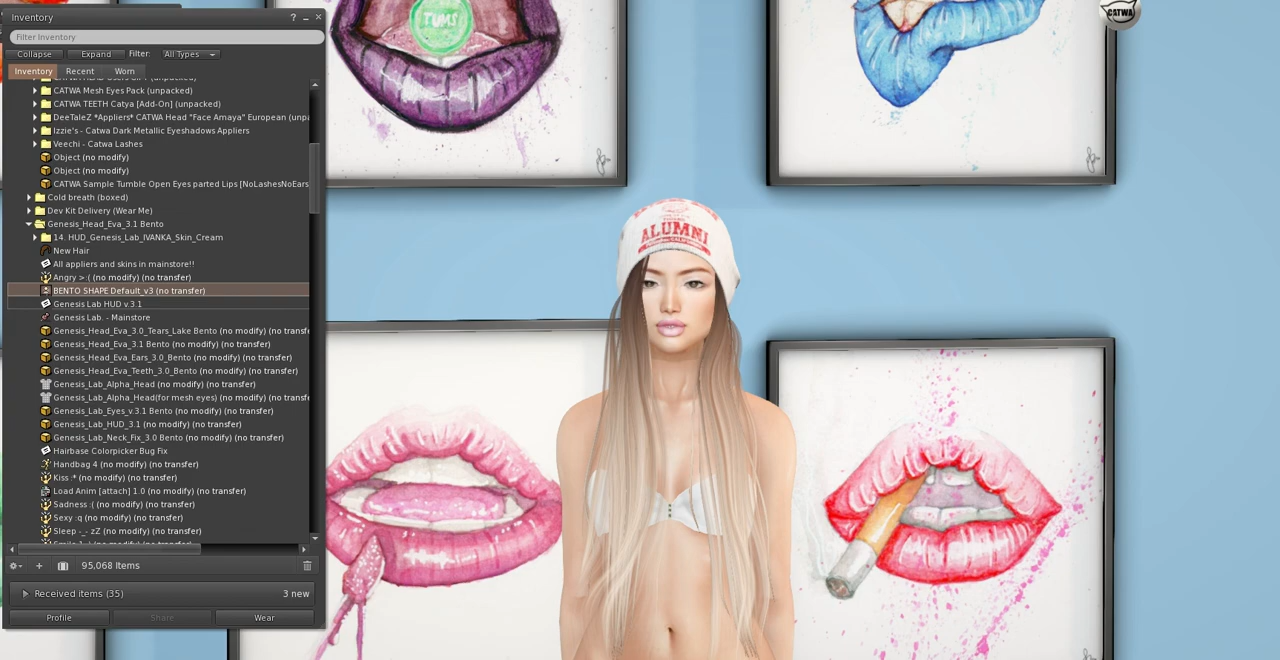 Inventory
?
Filter Inventory
Collapse Expand Filter: All Types
Inventory Recent Worn
CATWA Mesh Eyes Pack (unpacked)
CATWA TEETH Catya [Add-On] (unpacked)
DeeTaleZ *Appliers* CATWA Head "Face Amaya" European (unpa
Izzie's - Catwa Dark Metallic Eyeshadows Appliers
Veechi - Catwa Lashes
Object (no modify)
Object (no modify)
CATWA Sample Tumble Open Eyes parted Lips [NoLashesNoEars
Cold breath (boxed)
Dev Kit Delivery (Wear Me)
Genesis_Head_Eva_3.1 Bento
14. HUD_Genesis_Lab_IVANKA_Skin_Cream
New Hair
All appliers and skins in mainstore!!
Angry >:( (no modify) (no transfer)
BENTO SHAPE Default_v3 (no transfer)
Genesis Lab HUD v.3.1
Genesis Lab. - Mainstore
Genesis_Head_Eva_3.0_Tears_Lake Bento (no modify) (no transf
Genesis_Head_Eva_3.1 Bento (no modify) (no transfer)
Genesis_Head_Eva_Ears_3.0_Bento (no modify) (no transfer)
Genesis_Head_Eva_Teeth_3.0_Bento (no modify) (no transfer)
Genesis_Lab_Alpha_Head (no modify) (no transfer)
Genesis_Lab_Alpha_Head(for mesh eyes) (no modify) (no transf
Genesis_Lab_Eyes_v.3.1 Bento (no modify) (no transfer)
Genesis_Lab_HUD_3.1 (no modify) (no transfer)
Genesis_Lab_Neck_Fix_3.0 Bento (no modify) (no transfer)
Hairbase Colorpicker Bug Fix
Handbag 4 (no modify) (no transfer)
Kiss :* (no modify) (no transfer)
Load Anim [attach] 1.0 (no modify) (no transfer)
Sadness :( (no modify) (no transfer)
Sexy :q (no modify) (no transfer)
Sleep -_- zZ (no modify) (no transfer)
95,068 Items
Received items (35) 3 new
Profile Share Wear
TUMS
CATWA
ALUMNI